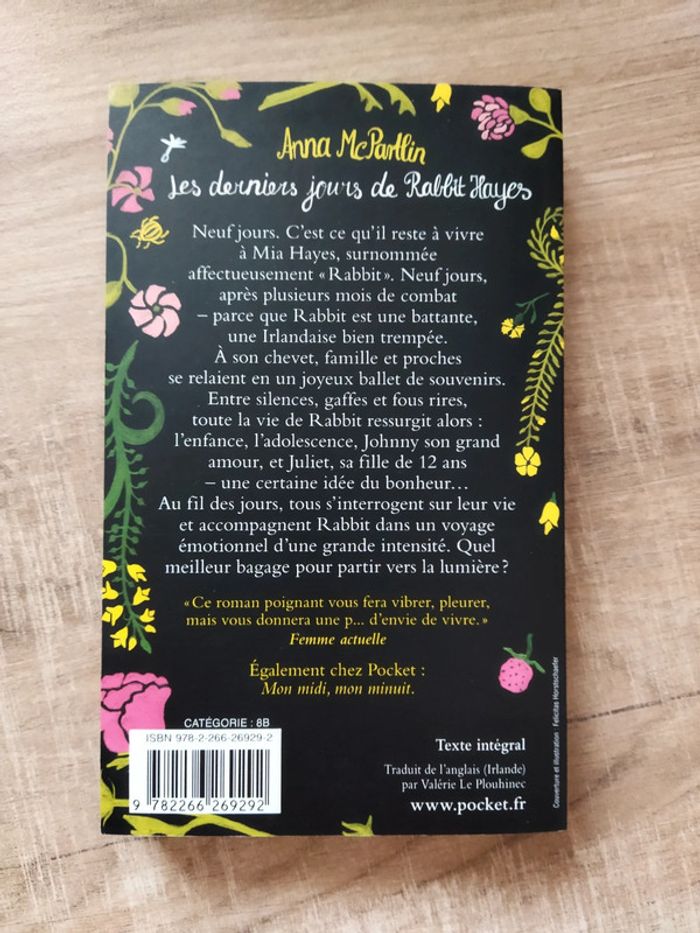 Anna McPartlin
Les derniers jours de Rabbit Hayes
Neuf jours. C'est ce qu'il reste à vivre
à Mia Hayes, surnommée
affectueusement « Rabbit ». Neuf jours,
après plusieurs mois de combat
– parce que Rabbit est une battante,
une Irlandaise bien trempée.
À son chevet, famille et proches
se relaient en un joyeux ballet de souvenirs.
Entre silences, gaffes et fous rires,
toute la vie de Rabbit ressurgit alors :
l'enfance, l'adolescence, Johnny son grand
amour, et Juliet, sa fille de 12 ans
– une certaine idée du bonheur…
Au fil des jours, tous s'interrogent sur leur vie
et accompagnent Rabbit dans un voyage
émotionnel d'une grande intensité. Quel
meilleur bagage pour partir vers la lumière ?
« Ce roman poignant vous fera vibrer, pleurer,
mais vous donnera une p... d'envie de vivre. »
Femme actuelle
Également chez Pocket :
Mon midi, mon minuit.
CATÉGORIE : 8B
ISBN 978-2-266-26929-2
9 782266 269292
Texte intégral
Traduit de l'anglais (Irlande)
par Valérie Le Plouhinec
www.pocket.fr
Couverture et illustration : Felicitas Horstschaefer